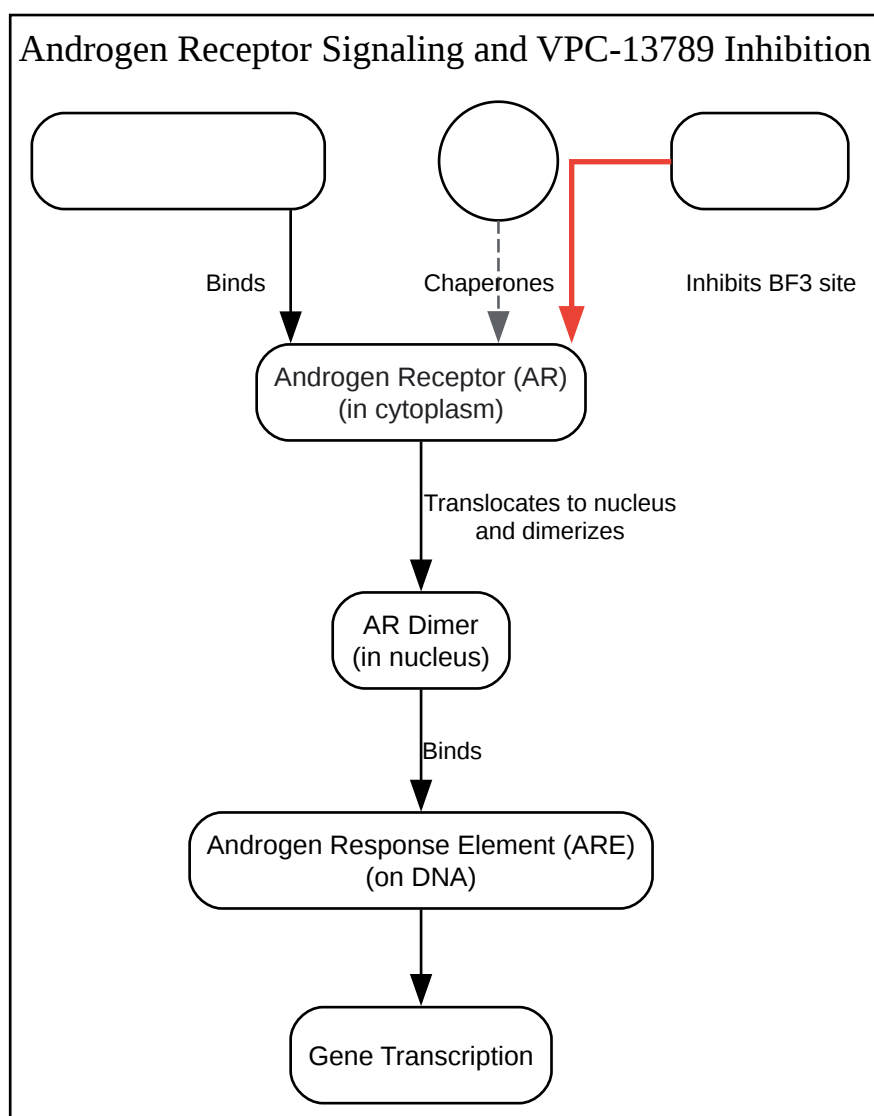 Androgen Receptor Signaling and VPC-13789 Inhibition
Binds
Chaperones
Inhibits BF3 site
Androgen Receptor (AR)
(in cytoplasm)
Translocates to nucleus
and dimerizes
AR Dimer
(in nucleus)
Binds
Androgen Response Element (ARE)
(on DNA)
Gene Transcription